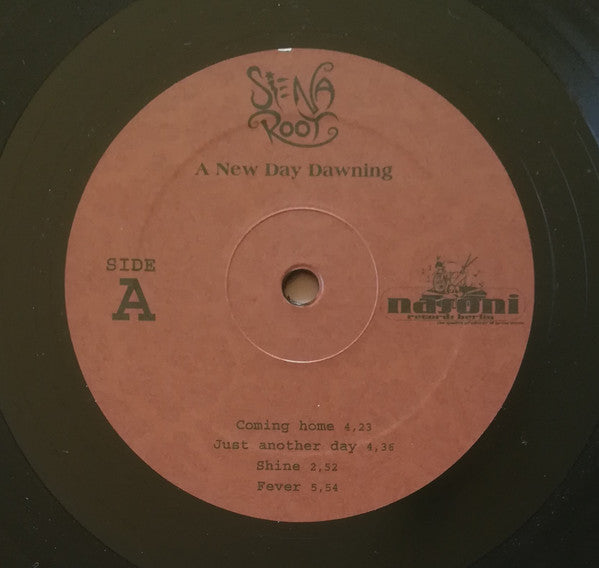 SIENA
ROOT
A New Day Dawning
SIDE
A
nasoni
records berlin
Coming home 4,23
Just another day 4,36
Shine 2,52
Fever 5,54